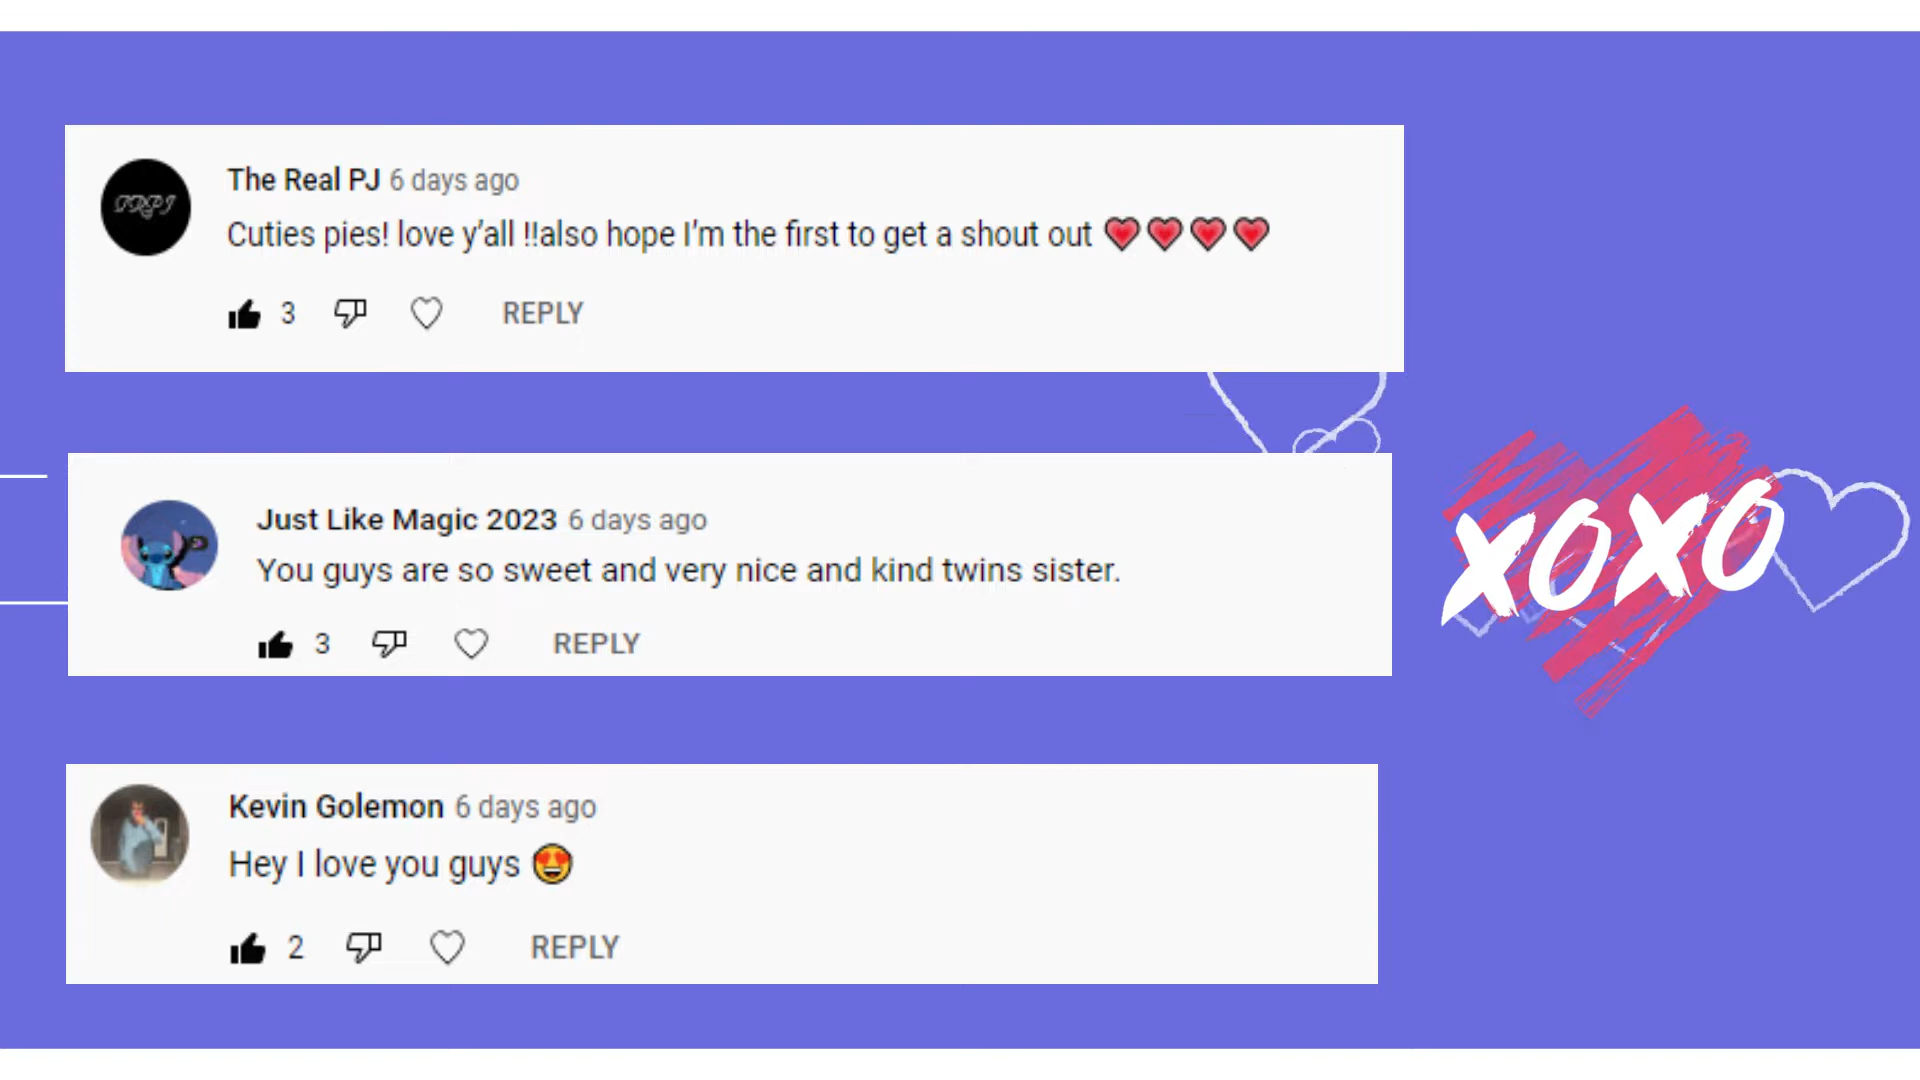 The Real PJ 6 days ago
Cuties pies! love y’all !!also hope I'm the first to get a shout out ❤️❤️❤️❤️
3 REPLY
Just Like Magic 2023 6 days ago
You guys are so sweet and very nice and kind twins sister.
3 REPLY
XOXO
Kevin Golemon 6 days ago
Hey I love you guys 😍
2 REPLY